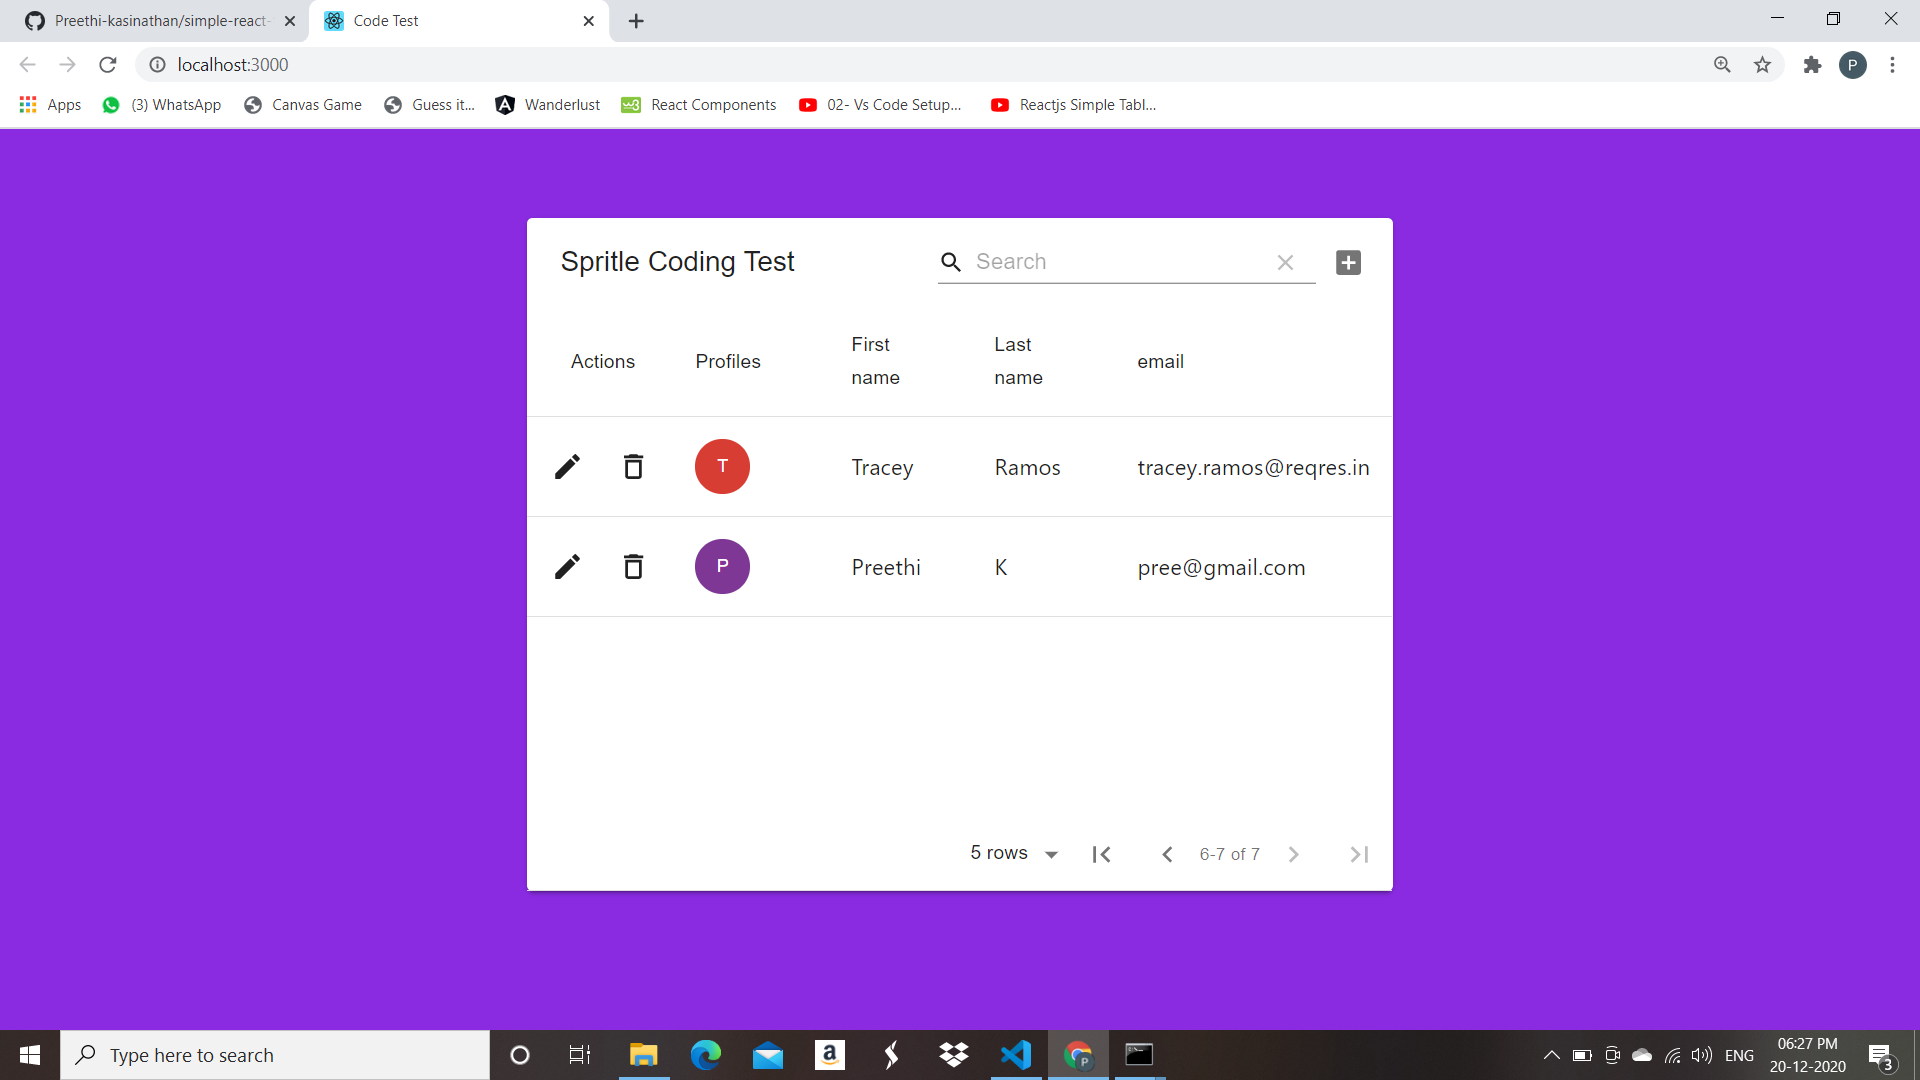 Preethi-kasinathan/simple-react-
Code Test
localhost:3000
P
Apps
(3) WhatsApp
Canvas Game
Guess it...
Wanderlust
React Components
02- Vs Code Setup...
Reactjs Simple Tabl...
Spritle Coding Test
Search
Actions
Profiles
First
name
Last
name
email
T
Tracey
Ramos
tracey.ramos@reqres.in
P
Preethi
K
pree@gmail.com
5 rows
6-7 of 7
Type here to search
a
P
ENG
06:27 PM
20-12-2020
3